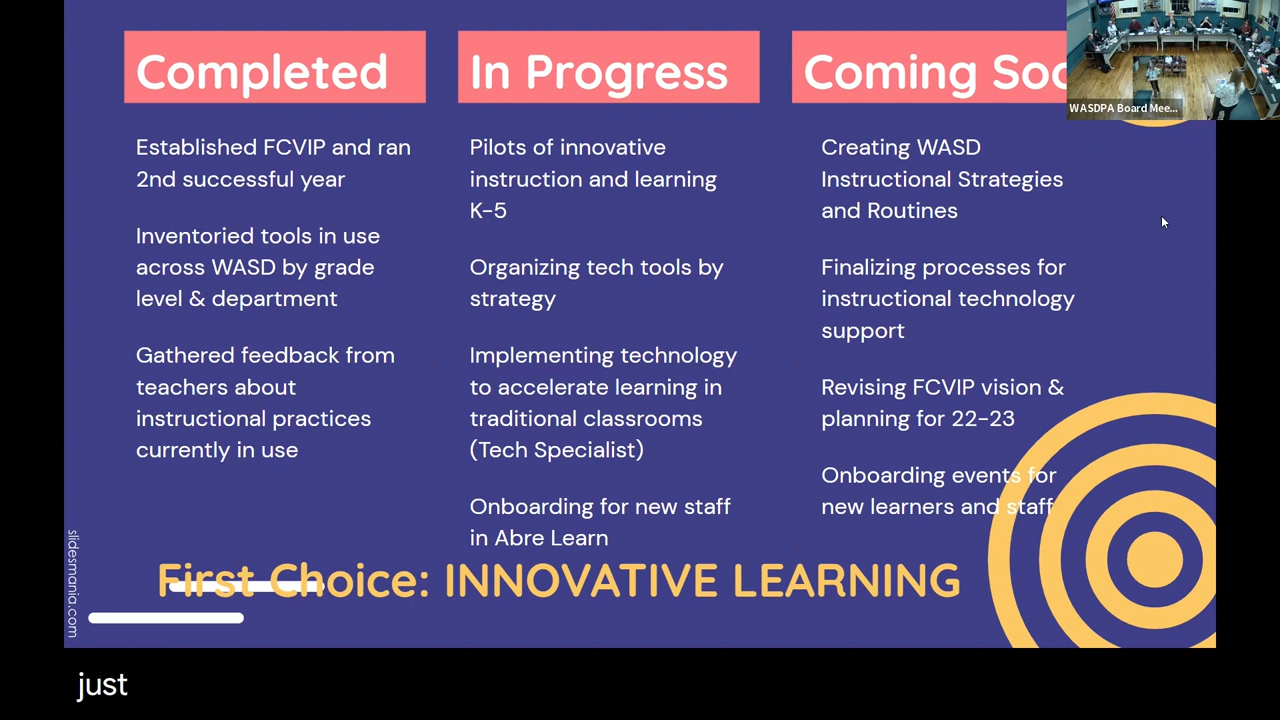 Completed
Established FCVIP and ran
2nd successful year
Inventoried tools in use
across WASD by grade
level & department
Gathered feedback from
teachers about
instructional practices
currently in use
In Progress
Pilots of innovative
instruction and learning
K-5
Organizing tech tools by
strategy
Implementing technology
to accelerate learning in
traditional classrooms
(Tech Specialist)
Onboarding for new staff
in Abre Learn
Coming Soo
Creating WASD
Instructional Strategies
and Routines
Finalizing processes for
instructional technology
support
Revising FCVIP vision &
planning for 22-23
Onboarding events for
new learners and staff
First Choice: INNOVATIVE LEARNING
slidesmania.com
WASDPA Board Mee...
just